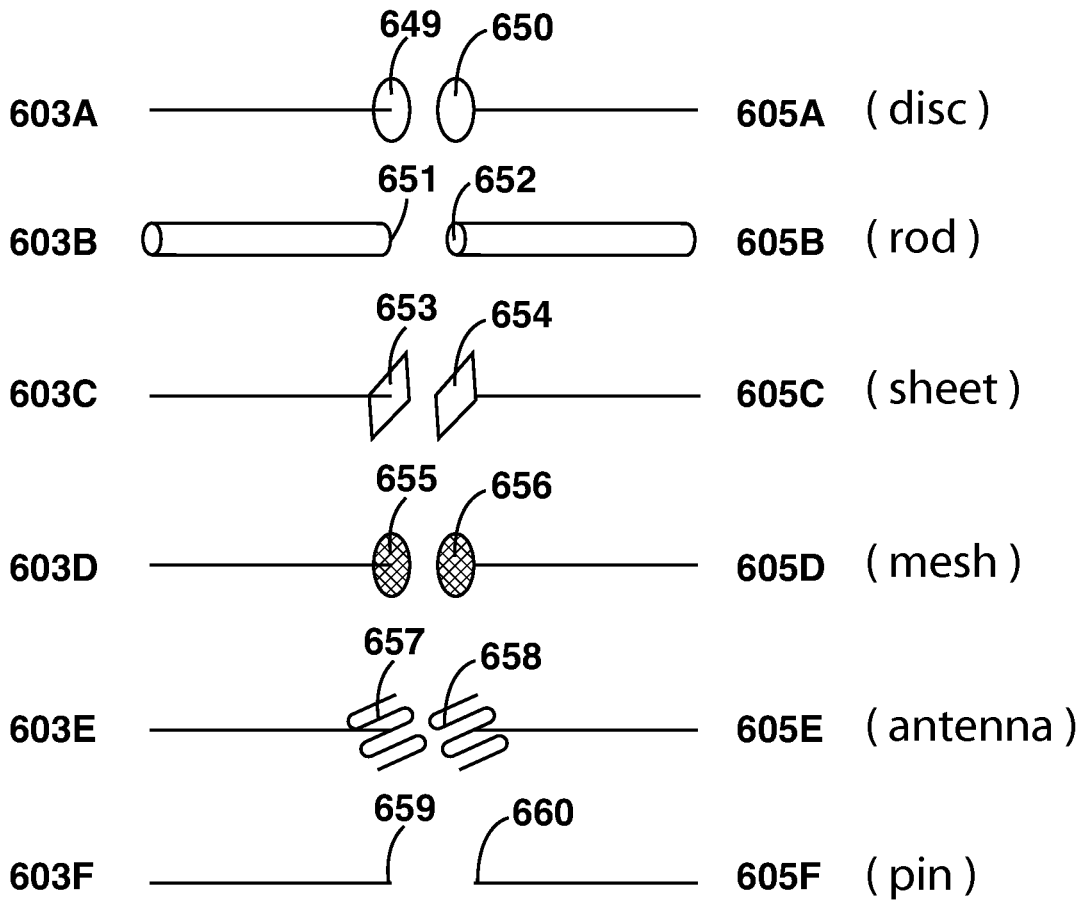 649 650
603A 605A ( disc )
651 652
603B 605B ( rod )
653 654
603C 605C ( sheet )
655 656
603D 605D ( mesh )
657 658
603E 605E ( antenna )
659 660
603F 605F ( pin )